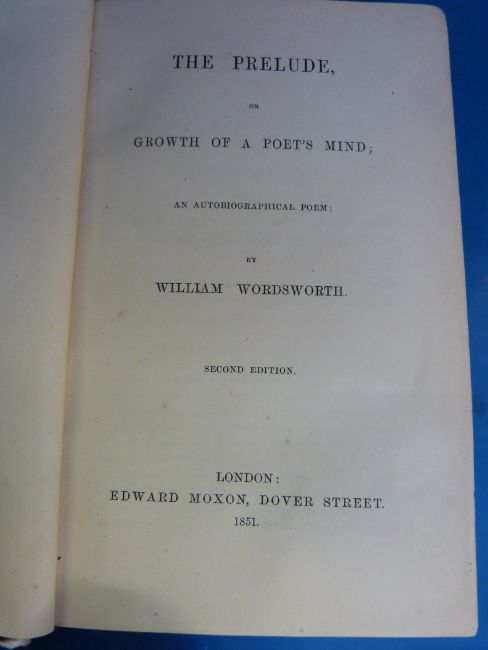 THE PRELUDE,
OR
GROWTH OF A POET'S MIND;
AN AUTOBIOGRAPHICAL POEM;
BY
WILLIAM WORDSWORTH.
SECOND EDITION.
LONDON:
EDWARD MOXON, DOVER STREET.
1851.